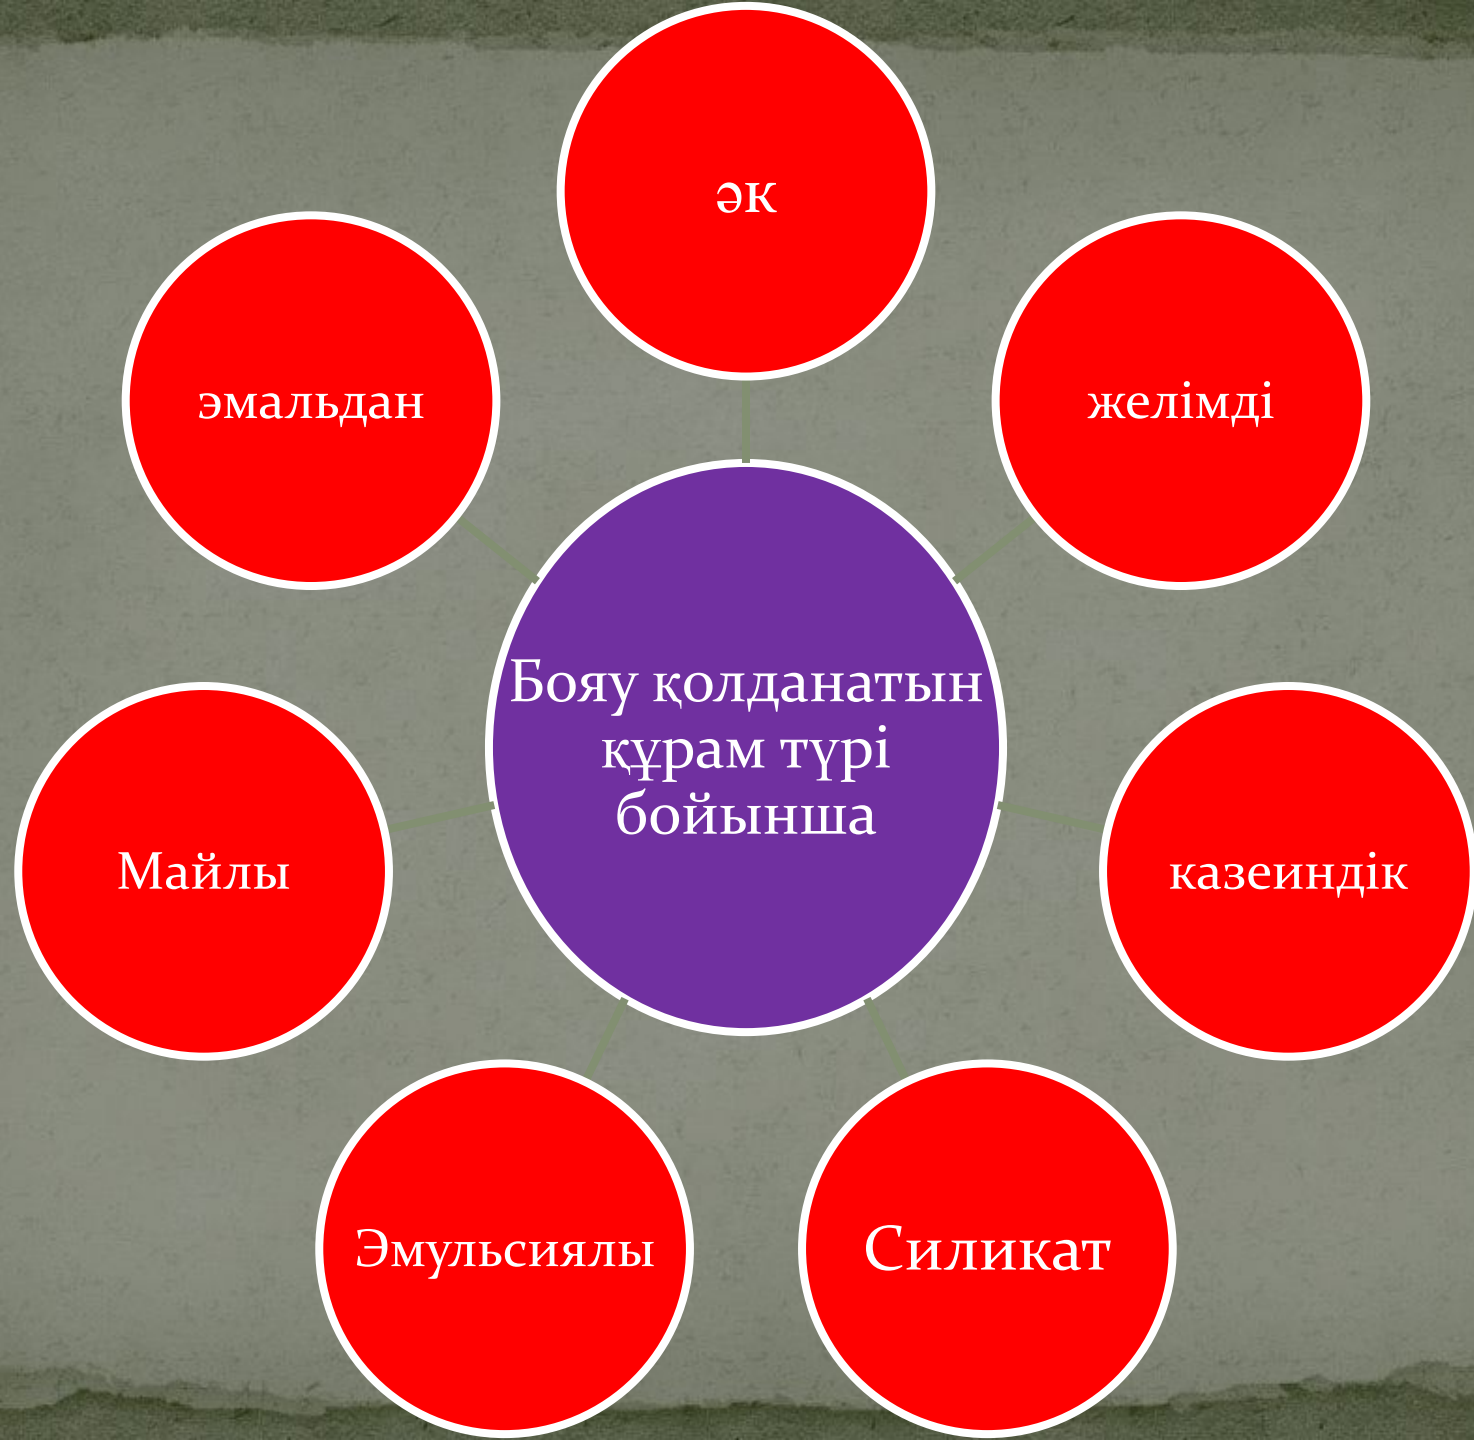 әк
эмальдан
желімді
Бояу қолданатын
құрам түрі
бойынша
Майлы
казеиндік
Эмульсиялы
Силикат